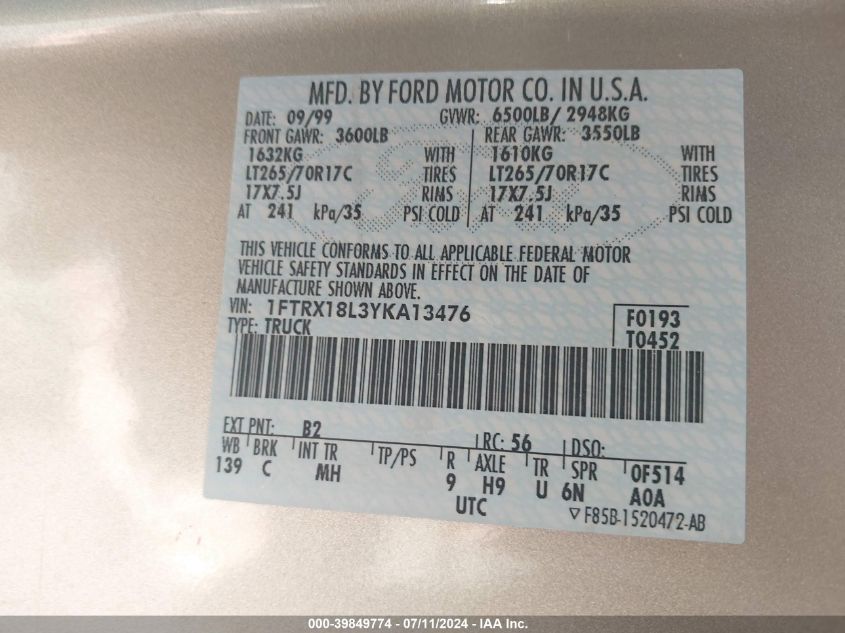 MFD. BY FORD MOTOR CO. IN U.S.A.
DATE: 09/99 GVWR: 6500LB/ 2948KG
FRONT GAWR: 3600LB REAR GAWR: 3550LB
1632KG WITH 1610KG WITH
LT265/70R17C TIRES LT265/70R17C TIRES
17X7.5J RIMS 17X7.5J RIMS
AT 241 kPa/35 PSI COLD AT 241 kPa/35 PSI COLD
THIS VEHICLE CONFORMS TO ALL APPLICABLE FEDERAL MOTOR
VEHICLE SAFETY STANDARDS IN EFFECT ON THE DATE OF
MANUFACTURE SHOWN ABOVE.
VIN: 1FTRX18L3YKA13476 F0193
TYPE: TRUCK T0452
EXT PNT: B2 RC: 56 DSO:
WB BRK INT TR TP/PS R AXLE TR SPR 0F514
139 C MH 9 H9 U 6N A0A
UTC ▽F85B-1520472-AB
000-39849774 - 07/11/2024 - IAA Inc.